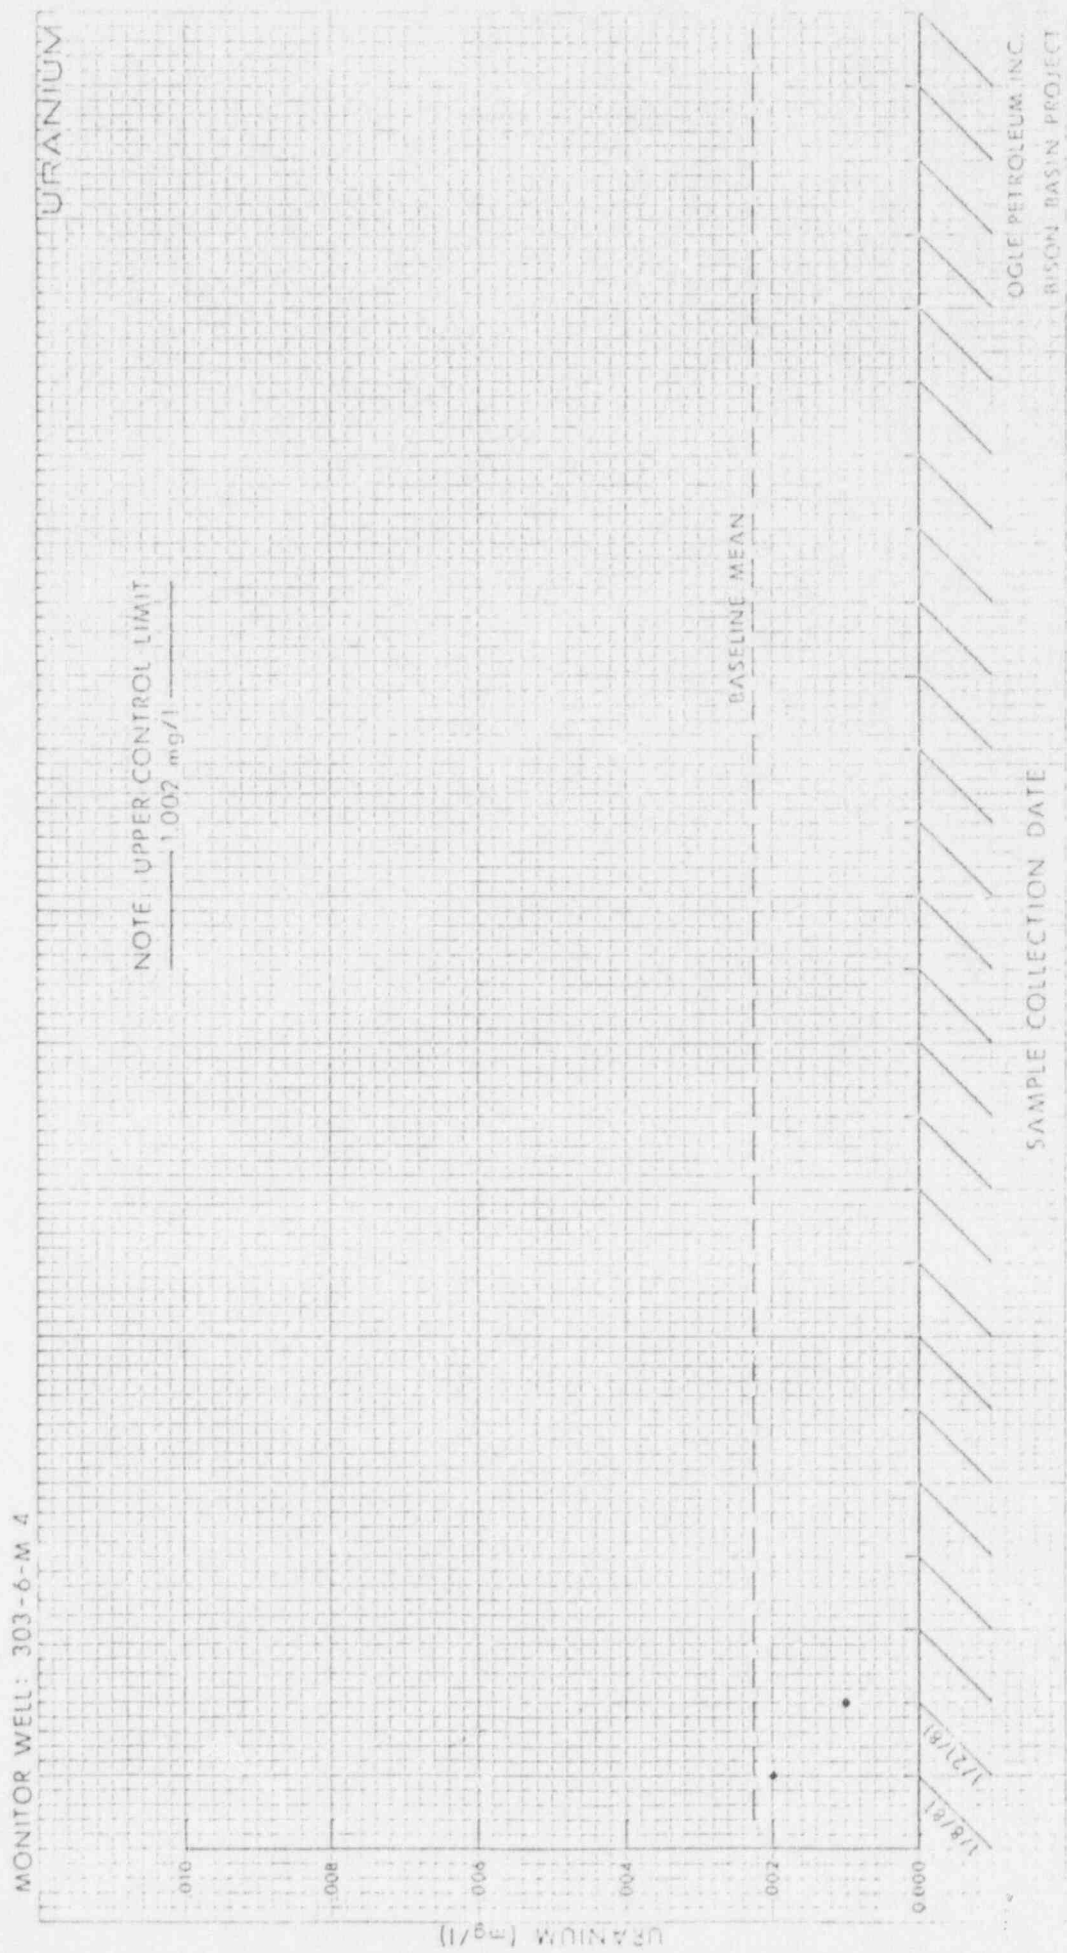 MONITOR WELL: 303-6-M 4
URANIUM
NOTE: UPPER CONTROL LIMIT
1.002 mg/l
URANIUM (mg/l)
.010
.008
.006
.004
.002
0.000
BASELINE MEAN
1/8/81
1/21/81
SAMPLE COLLECTION DATE
OGLE PETROLEUM INC.
BISON BASIN PROJECT